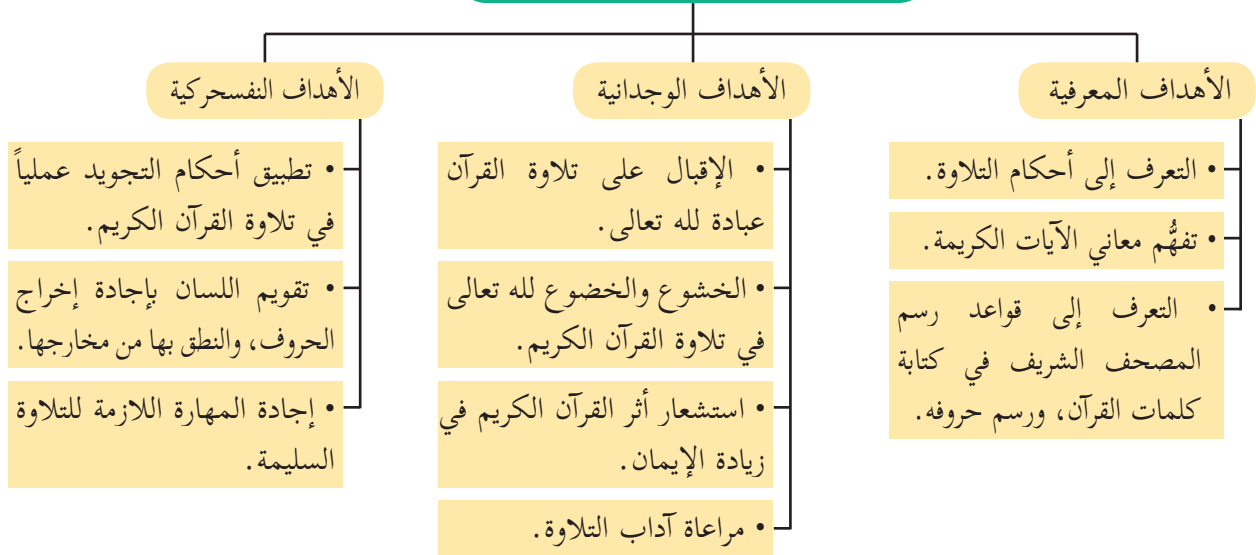 الأهداف المعرفية
• التعرف إلى أحكام التلاوة.
• تفهُّم معاني الآيات الكريمة.
• التعرف إلى قواعد رسم
المصحف الشريف في كتابة
كلمات القرآن، ورسم حروفه.
الأهداف الوجدانية
• الإقبال على تلاوة القرآن
عبادة لله تعالى.
• الخشوع والخضوع لله تعالى
في تلاوة القرآن الكريم.
• استشعار أثر القرآن الكريم في
زيادة الإيمان.
• مراعاة آداب التلاوة.
الأهداف النفسحركية
• تطبيق أحكام التجويد عملياً
في تلاوة القرآن الكريم.
• تقويم اللسان بإجادة إخراج
الحروف، والنطق بها من مخارجها.
• إجادة المهارة اللازمة للتلاوة
السليمة.